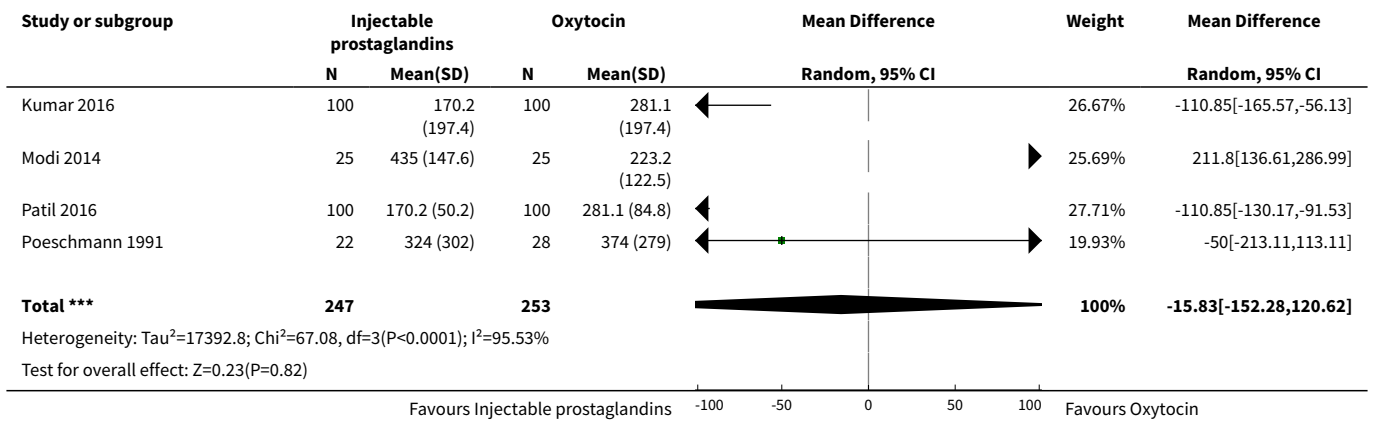 Study or subgroup Injectable prostaglandins Oxytocin Mean Difference Weight Mean Difference
N Mean(SD) N Mean(SD) Random, 95% CI Random, 95% CI
Kumar 2016 100 170.2 (197.4) 100 281.1 (197.4) 26.67% -110.85[-165.57,-56.13]
Modi 2014 25 435 (147.6) 25 223.2 (122.5) 25.69% 211.8[136.61,286.99]
Patil 2016 100 170.2 (50.2) 100 281.1 (84.8) 27.71% -110.85[-130.17,-91.53]
Poeschmann 1991 22 324 (302) 28 374 (279) 19.93% -50[-213.11,113.11]
Total *** 247 253 100% -15.83[-152.28,120.62]
Heterogeneity: Tau²=17392.8; Chi²=67.08, df=3(P<0.0001); I²=95.53%
Test for overall effect: Z=0.23(P=0.82)
Favours Injectable prostaglandins -100 -50 0 50 100 Favours Oxytocin